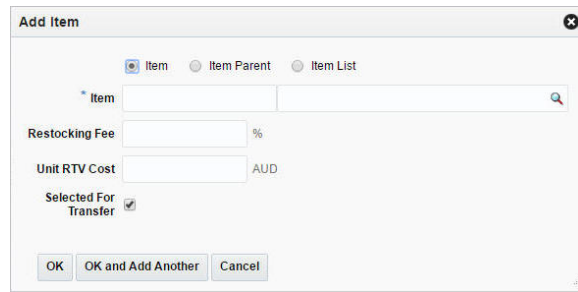 Add Item
Item Item Parent Item List
* Item
Restocking Fee %
Unit RTV Cost AUD
Selected For
Transfer
OK OK and Add Another Cancel